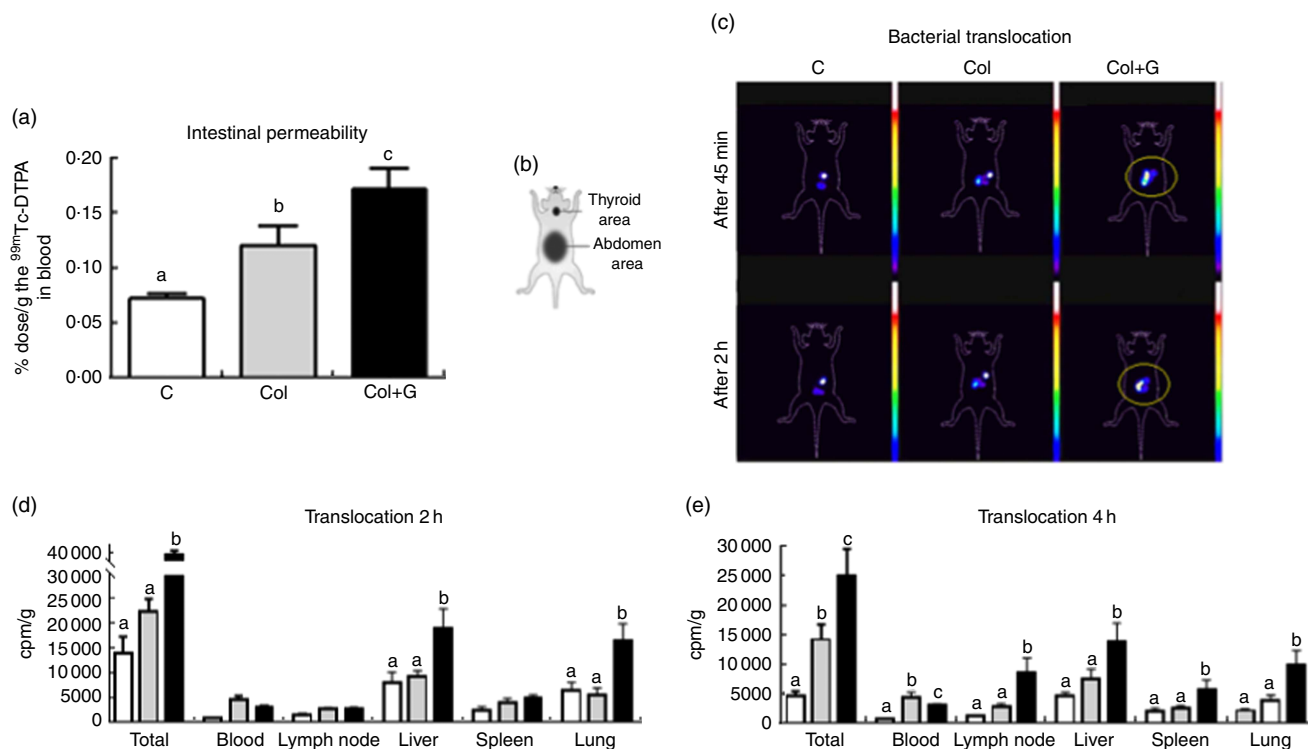 (a)
Intestinal permeability
% dose/g the ⁹⁹ᵐTc-DTPA
in blood
0·20
0·15
0·10
0·05
0·00
a
b
c
C
Col
Col+G
(b)
Thyroid
area
Abdomen
area
(c)
Bacterial translocation
C
Col
Col+G
After 45 min
After 2 h
(d)
Translocation 2 h
cpm/g
40 000
30 000
25 000
20 000
15 000
10 000
5000
0
a
a
b
a
a
b
a
a
b
Total
Blood
Lymph node
Liver
Spleen
Lung
(e)
Translocation 4 h
cpm/g
30 000
25 000
20 000
15 000
10 000
5000
0
a
b
c
a
b
c
a
a
b
a
a
b
a
a
b
a
a
b
Total
Blood
Lymph node
Liver
Spleen
Lung